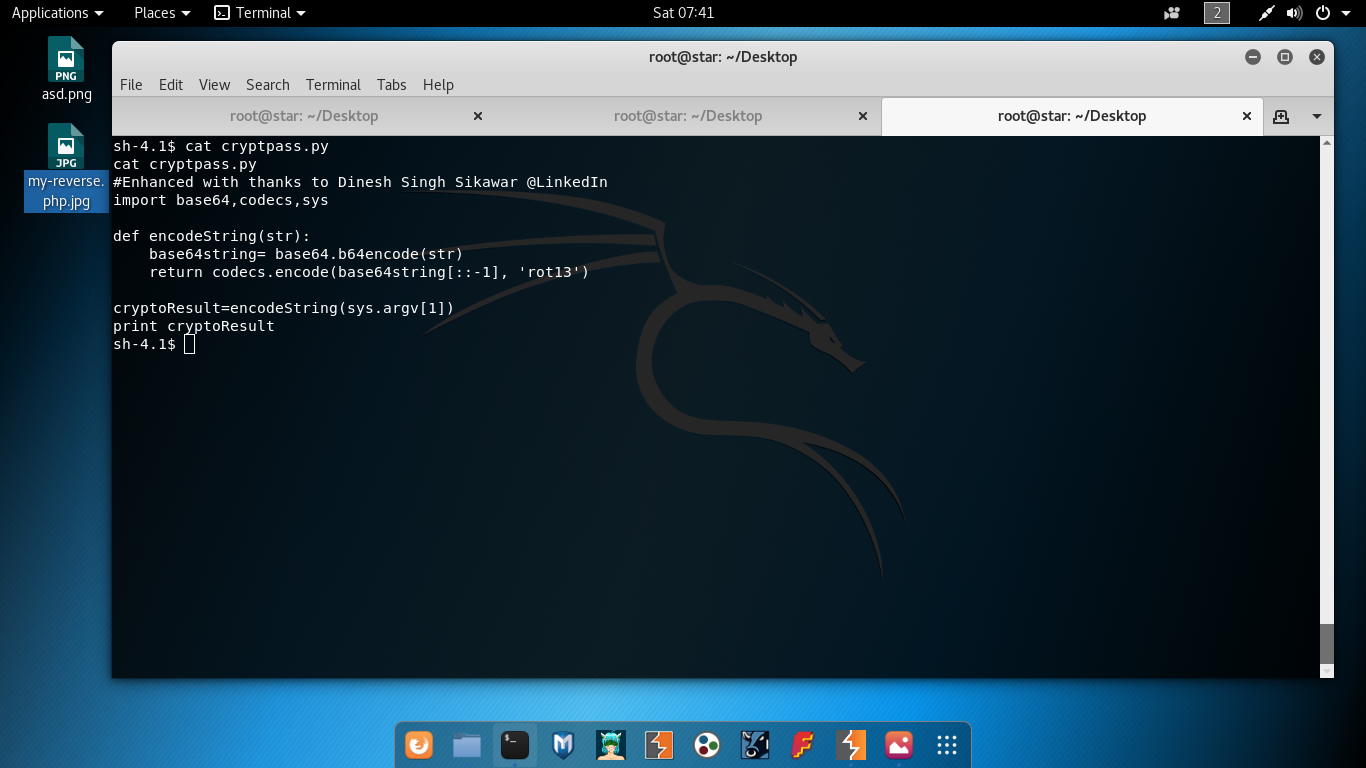 Applications Places Terminal Sat 07:41 2
PNG
asd.png
JPG
my-reverse.
php.jpg
root@star: ~/Desktop
File Edit View Search Terminal Tabs Help
root@star: ~/Desktop root@star: ~/Desktop root@star: ~/Desktop
sh-4.1$ cat cryptpass.py
cat cryptpass.py
#Enhanced with thanks to Dinesh Singh Sikawar @LinkedIn
import base64,codecs,sys
def encodeString(str):
    base64string= base64.b64encode(str)
    return codecs.encode(base64string[::-1], 'rot13')
cryptoResult=encodeString(sys.argv[1])
print cryptoResult
sh-4.1$
$_